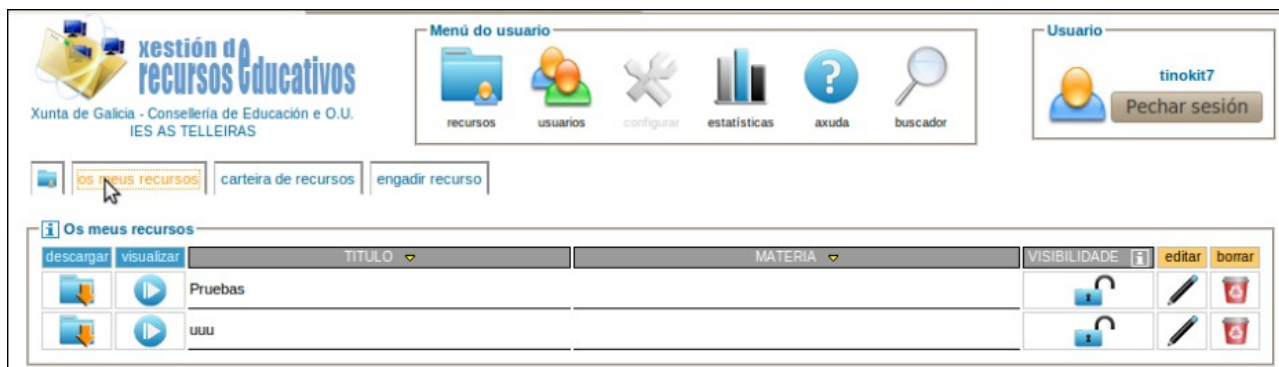 xestión de
recursos educativos
Xunta de Galicia - Consellería de Educación e O.U.
IES AS TELLEIRAS
Menú do usuario
recursos usuarios configurar estatísticas axuda buscador
Usuario
tinokit7
Pechar sesión
os meus recursos carteira de recursos engadir recurso
Os meus recursos
descargar visualizar TITULO MATERIA VISIBILIDADE editar borrar
Pruebas
uuu